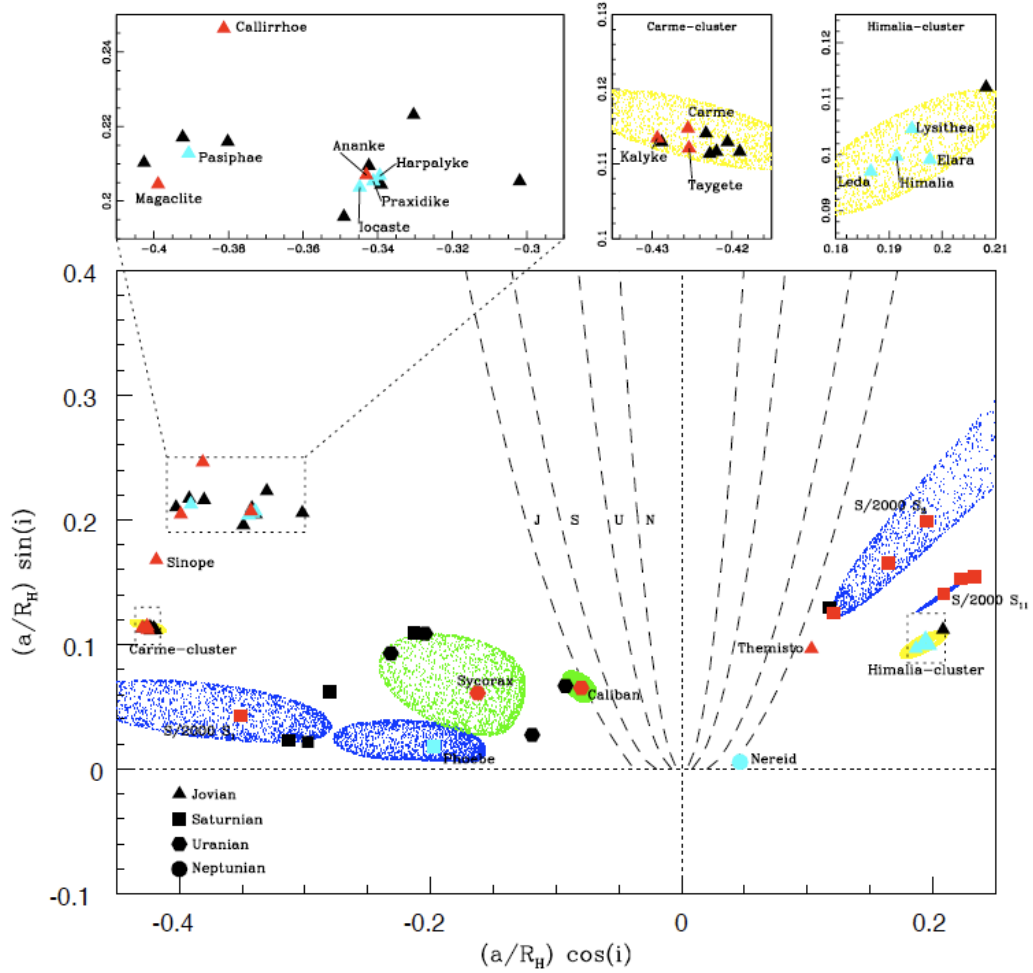 Callirrhoe
Pasiphae
Magaclite
Ananke
Harpalyke
Praxidike
Iocaste
0.24
0.22
0.2
-0.4
-0.38
-0.36
-0.34
-0.32
-0.3
Carme-cluster
Carme
Kalyke
Taygete
0.13
0.12
0.11
0.1
-0.43
-0.42
Himalia-cluster
Lysithea
Elara
Leda
Himalia
0.12
0.11
0.1
0.09
0.18
0.19
0.2
0.21
0.4
0.3
0.2
0.1
0
-0.1
J S U N
S/2000 S
Sinope
S/2000 S₁₁
Carme-cluster
Themisto
Himalia-cluster
Sycorax
Caliban
S/2000 S
Phoebe
Nereid
Jovian
Saturnian
Uranian
Neptunian
-0.4
-0.2
0
0.2
(a/R_H) sin(i)
(a/R_H) cos(i)